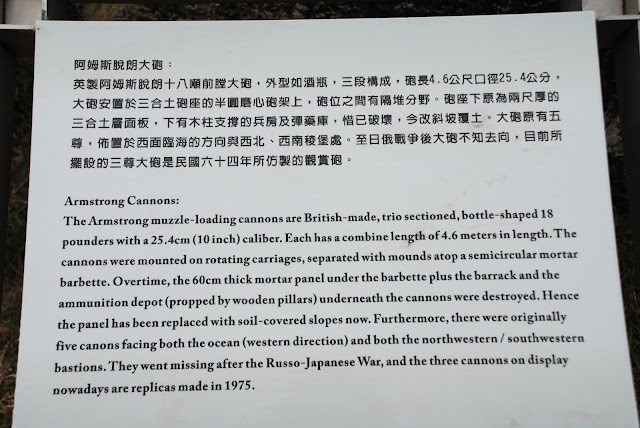 阿姆斯脫朗大砲：
英製阿姆斯脫朗十八噸前膛大砲，外型如酒瓶，三段構成，砲長4.6公尺口徑25.4公分，
大砲安置於三合土砲座的半圓磨心砲架上，砲位之間有隔堆分野。砲座下原為兩尺厚的
三合土層面板，下有木柱支撐的兵房及彈藥庫，惜已破壞，今改斜坡覆土。大砲原有五
尊，佈置於西面臨海的方向與西北、西南稜堡處。至日俄戰爭後大砲不知去向，目前所
擺設的三尊大砲是民國六十四年所仿製的觀賞砲。
Armstrong Cannons:
The Armstrong muzzle-loading cannons are British-made, trio sectioned, bottle-shaped 18
pounders with a 25.4cm (10 inch) caliber. Each has a combine length of 4.6 meters in length. The
cannons were mounted on rotating carriages, separated with mounds atop a semicircular mortar
barbette. Overtime, the 60cm thick mortar panel under the barbette plus the barrack and the
ammunition depot (propped by wooden pillars) underneath the cannons were destroyed. Hence
the panel has been replaced with soil-covered slopes now. Furthermore, there were originally
five canons facing both the ocean (western direction) and both the northwestern / southwestern
bastions. They went missing after the Russo-Japanese War, and the three cannons on display
nowadays are replicas made in 1975.